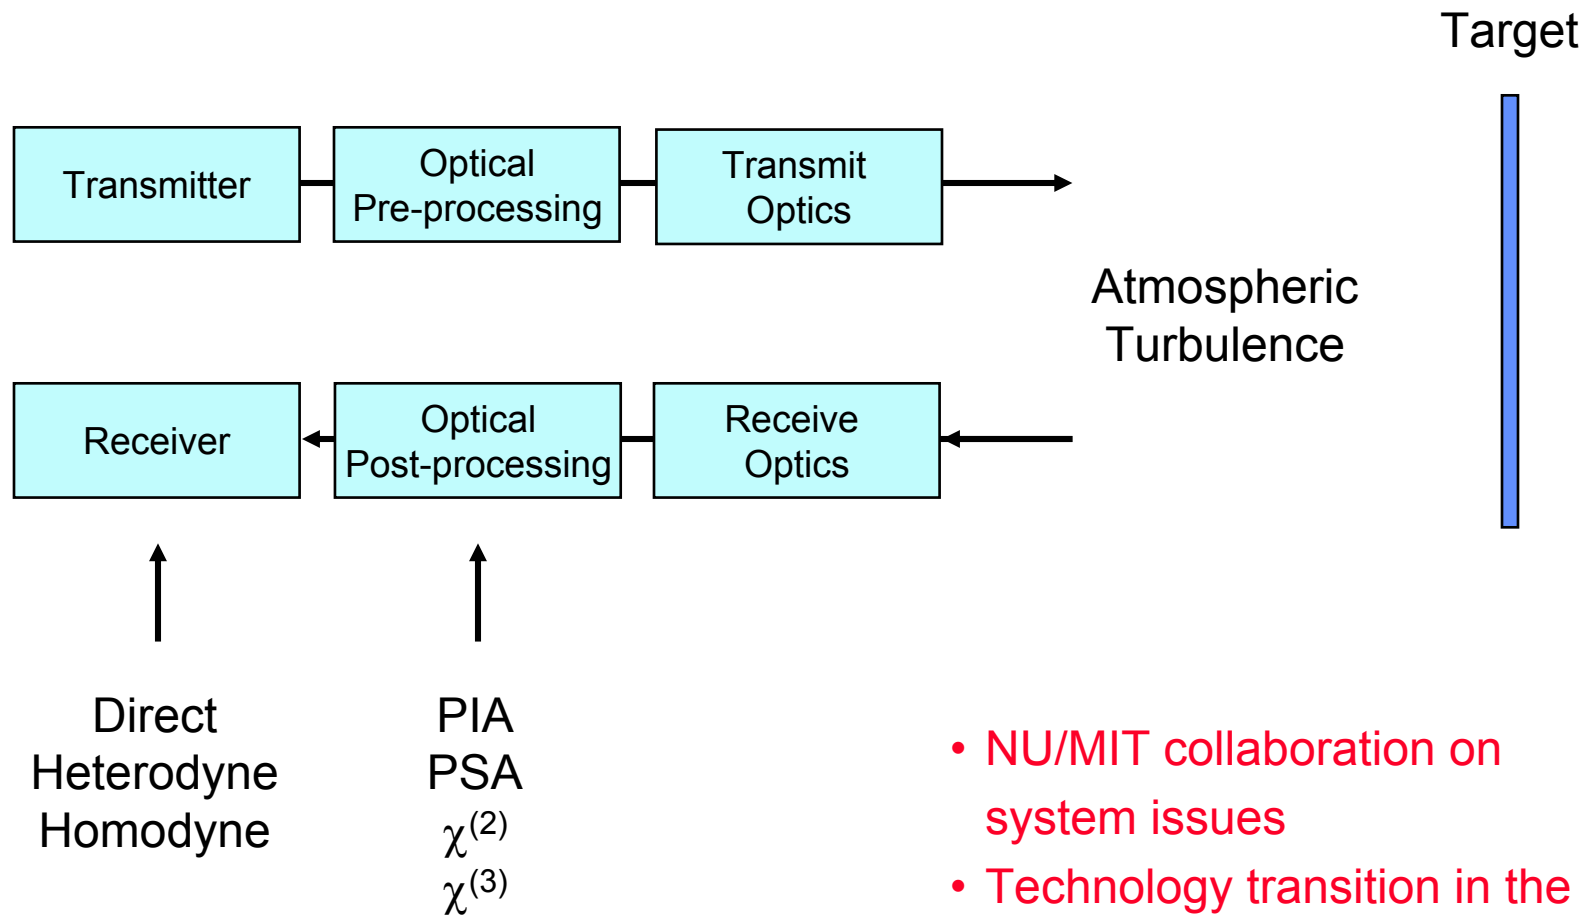 Target
Transmitter
Optical
Pre-processing
Transmit
Optics
Atmospheric
Turbulence
Receiver
Optical
Post-processing
Receive
Optics
Direct
Heterodyne
Homodyne
PIA
PSA
χ⁽²⁾
χ⁽³⁾
• NU/MIT collaboration on
system issues
• Technology transition in the